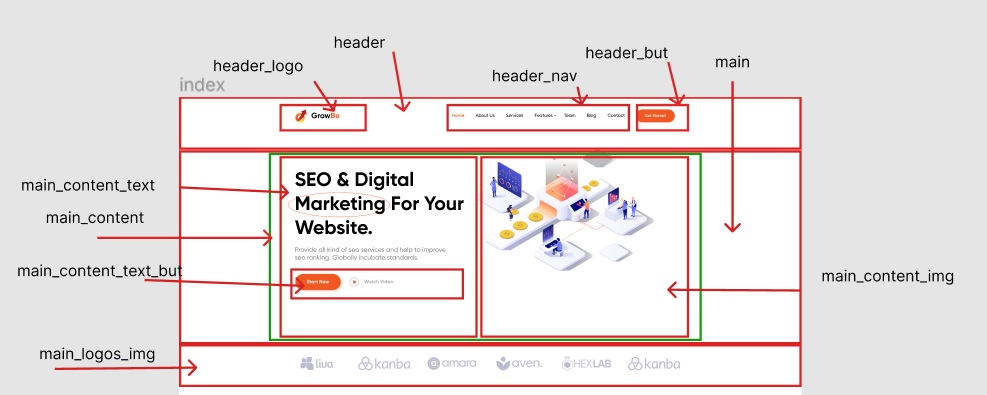 header
header_but
header_logo
main
header_nav
index
GrowBe
Home About Us Services Features Team Blog Contact
Get Started
main_content_text
SEO & Digital
Marketing For Your
Website.
main_content
Provide all kind of seo services and help to improve
seo ranking. Globally incubate standards.
main_content_text_but
Start Now
Watch Video
main_content_img
main_logos_img
liva
kanba
amara
aven.
HEXLAB
kanba